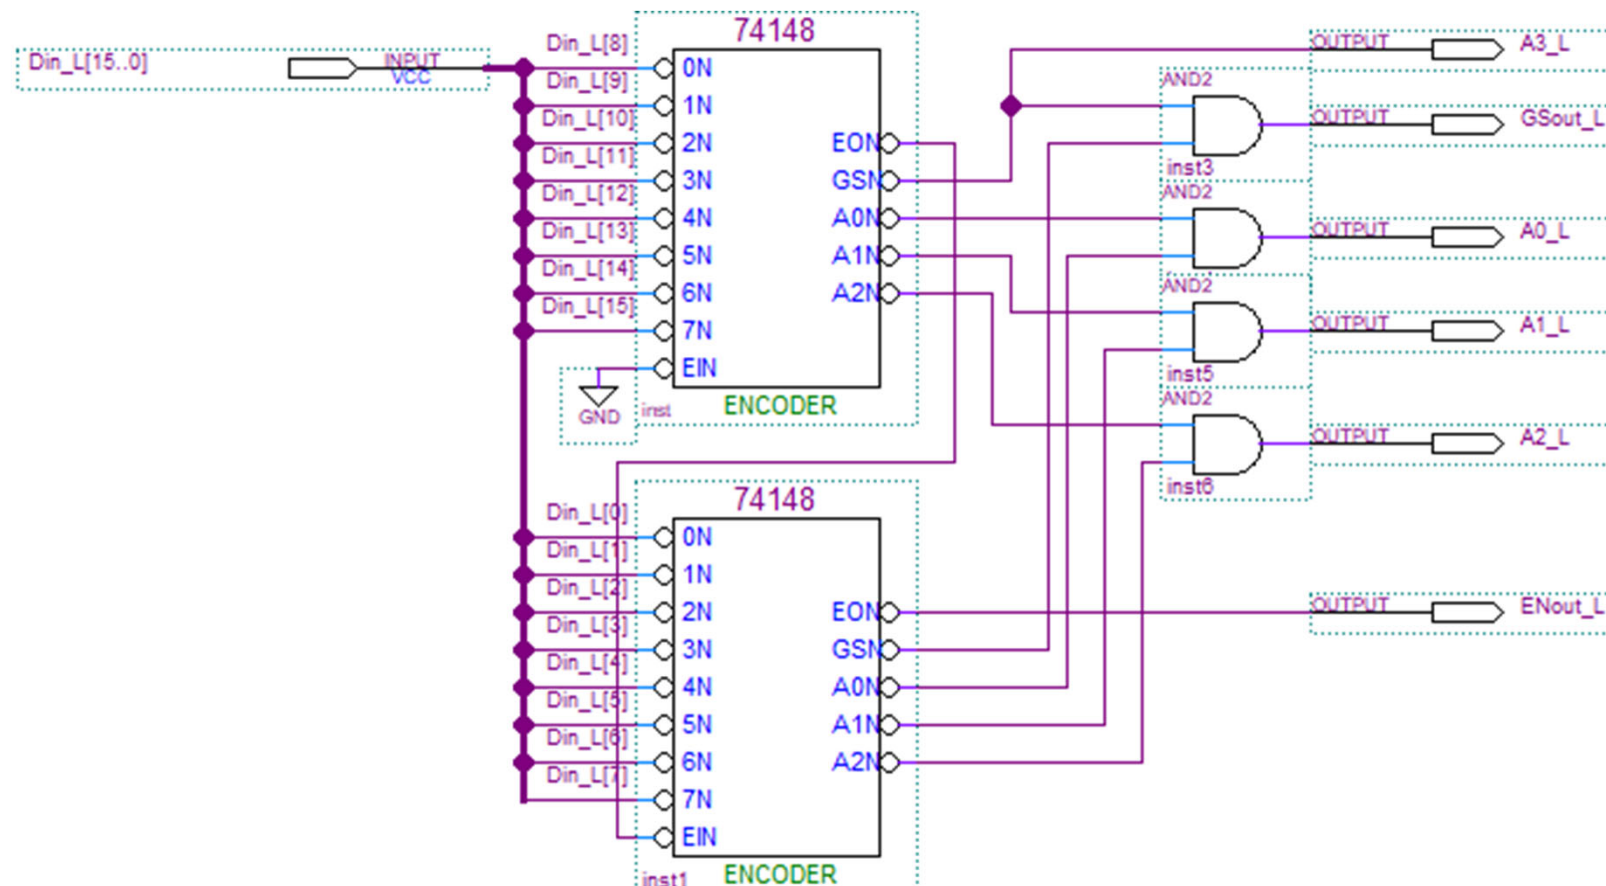 74148
Din_L[15..0]
INPUT
VCC
Din_L[8]
0N
Din_L[9]
1N
Din_L[10]
2N
Din_L[11]
3N
Din_L[12]
4N
Din_L[13]
5N
Din_L[14]
6N
Din_L[15]
7N
EIN
GND
EON
GSN
A0N
A1N
A2N
inst
ENCODER
OUTPUT
A3_L
AND2
OUTPUT
GSout_L
inst3
AND2
OUTPUT
A0_L
AND2
OUTPUT
A1_L
inst5
AND2
OUTPUT
A2_L
inst6
74148
Din_L[0]
0N
Din_L[1]
1N
Din_L[2]
2N
Din_L[3]
3N
Din_L[4]
4N
Din_L[5]
5N
Din_L[6]
6N
Din_L[7]
7N
EIN
EON
GSN
A0N
A1N
A2N
inst1
ENCODER
OUTPUT
ENout_L